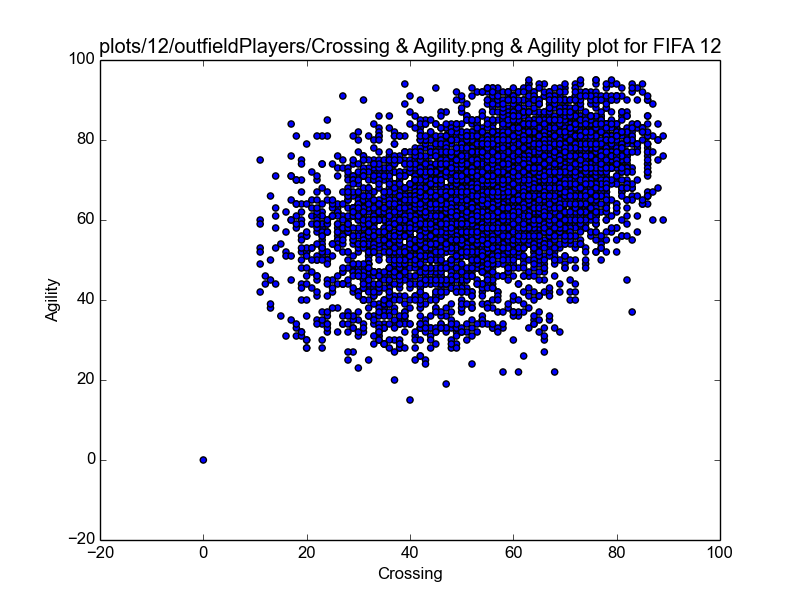 plots/12/outfieldPlayers/Crossing & Agility.png & Agility plot for FIFA 12
100
80
60
40
20
0
−20
Agility
−20 0 20 40 60 80 100
Crossing